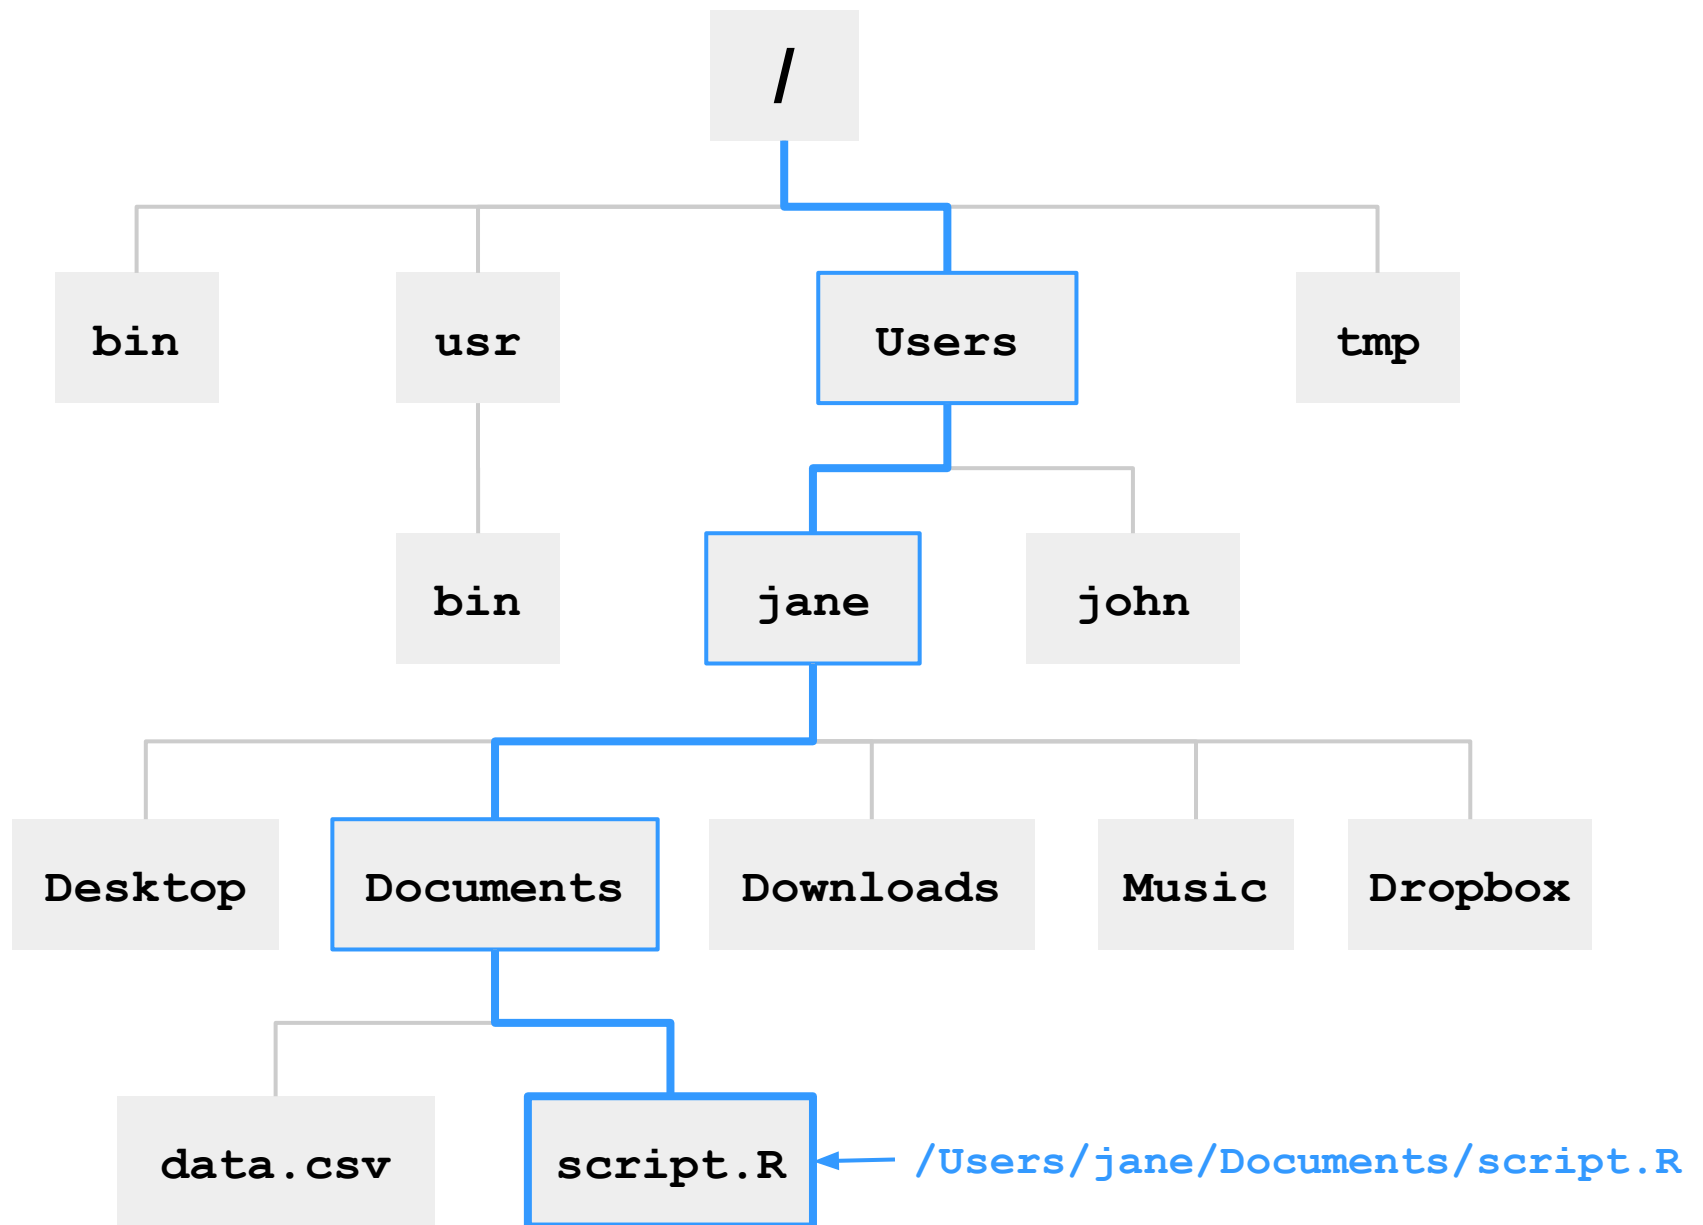 /
bin usr Users tmp
bin jane john
Desktop Documents Downloads Music Dropbox
data.csv script.R /Users/jane/Documents/script.R